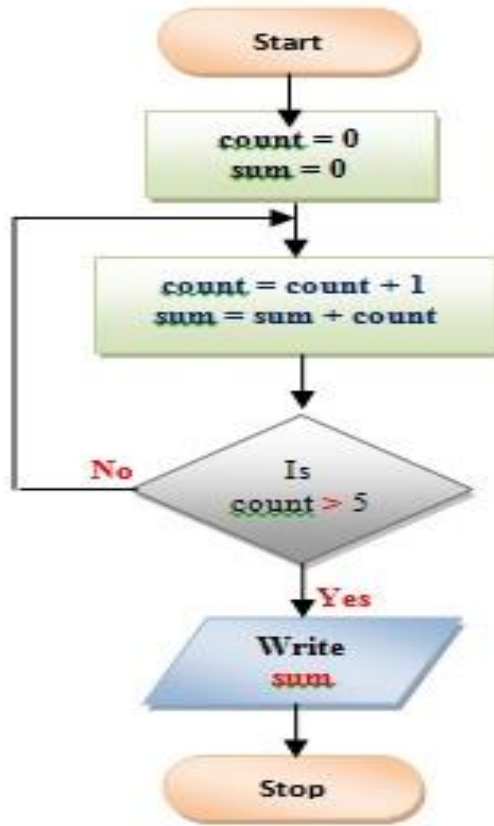 Start
count = 0
sum = 0
count = count + 1
sum = sum + count
No
Is
count > 5
Yes
Write
sum
Stop